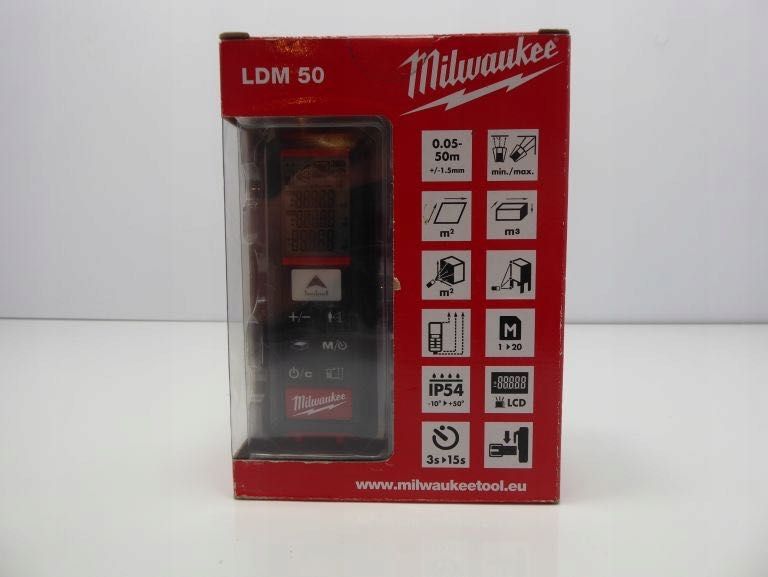 LDM 50
Milwaukee
0.05-
50m
+/-1.5mm
min./max.
m²
m³
m²
M
1 ▸ 20
IP54
-10° ▸ +50°
-88888
LCD
3s ▸ 15s
+/−
M/
/c
Milwaukee
www.milwaukeetool.eu